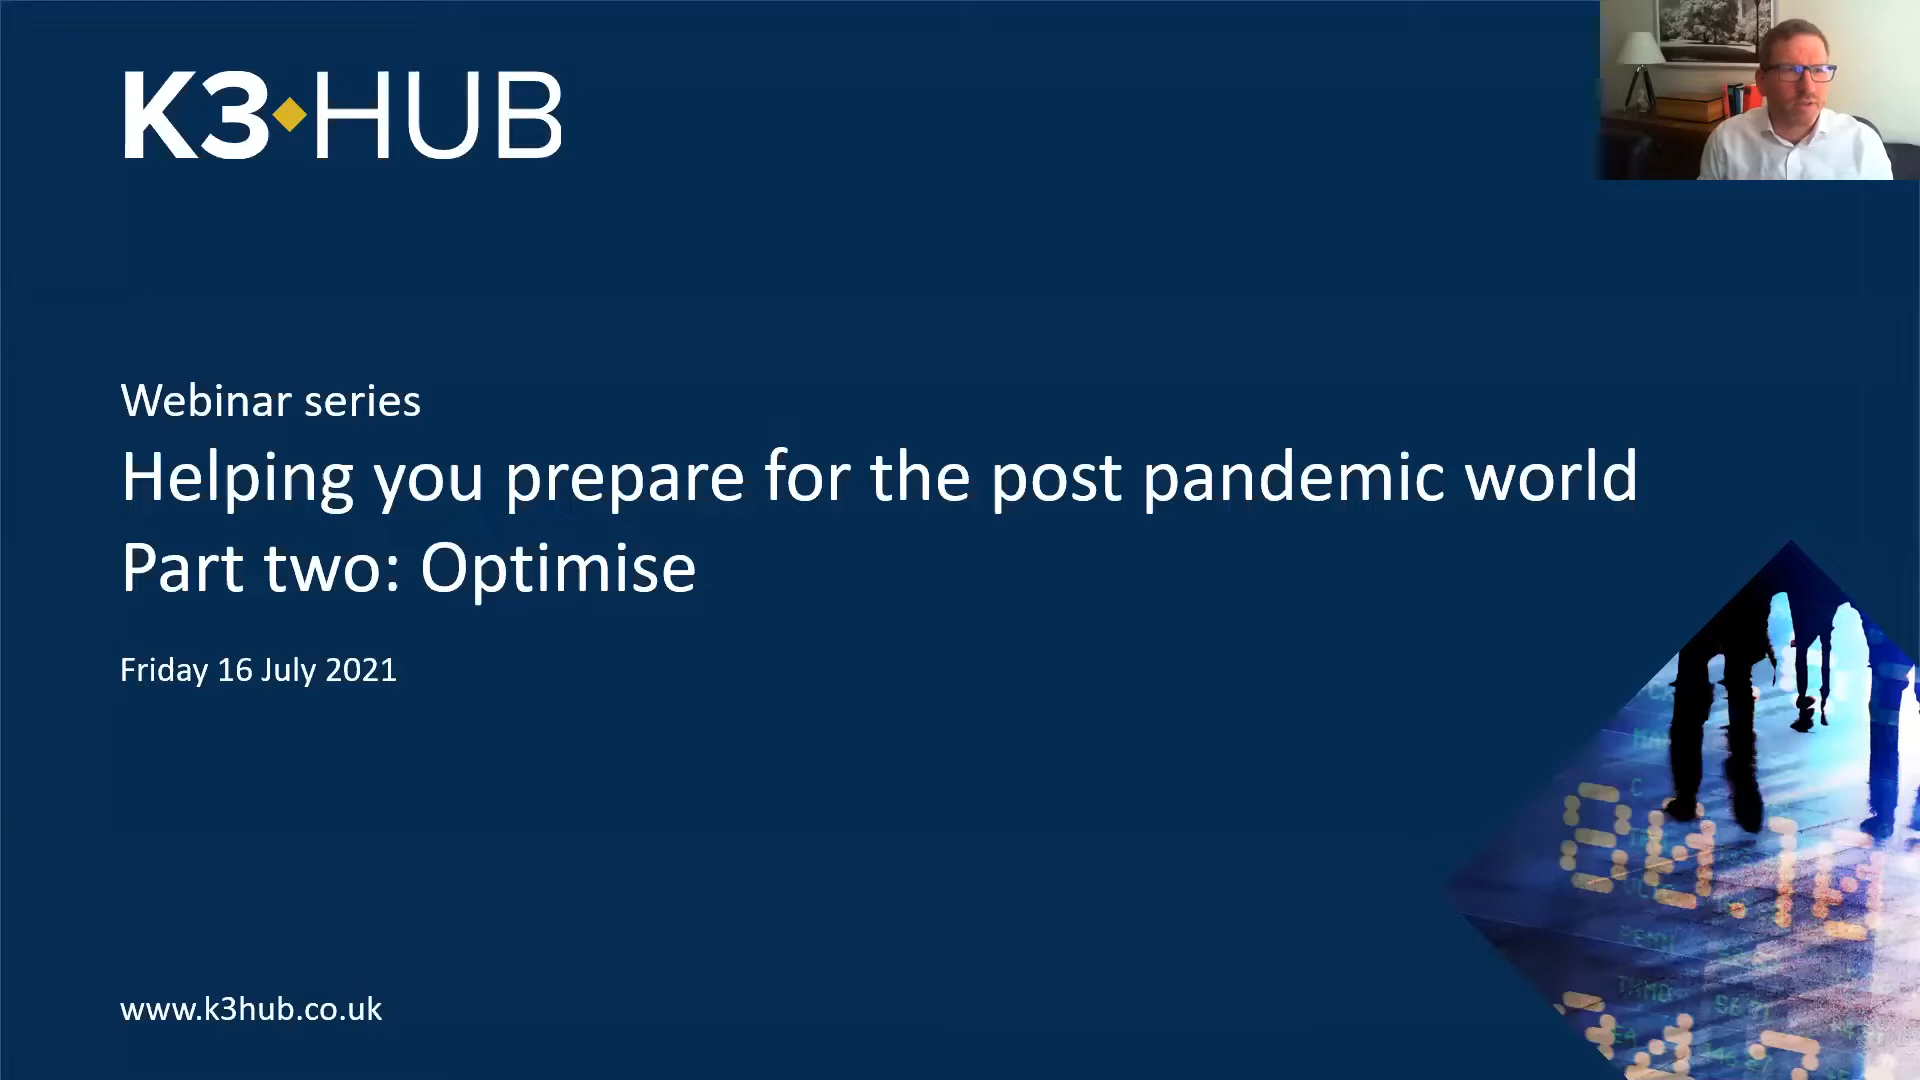 K3 HUB
Webinar series
Helping you prepare for the post pandemic world
Part two: Optimise
Friday 16 July 2021
www.k3hub.co.uk